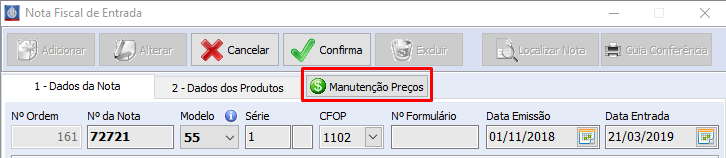 Nota Fiscal de Entrada
Adicionar Alterar Cancelar Confirma Excluir Localizar Nota Guia Conferência
1 - Dados da Nota 2 - Dados dos Produtos $ Manutenção Preços
Nº Ordem Nº da Nota Modelo i Série CFOP Nº Formulário Data Emissão Data Entrada
161 72721 55 1 1102 01/11/2018 21/03/2019